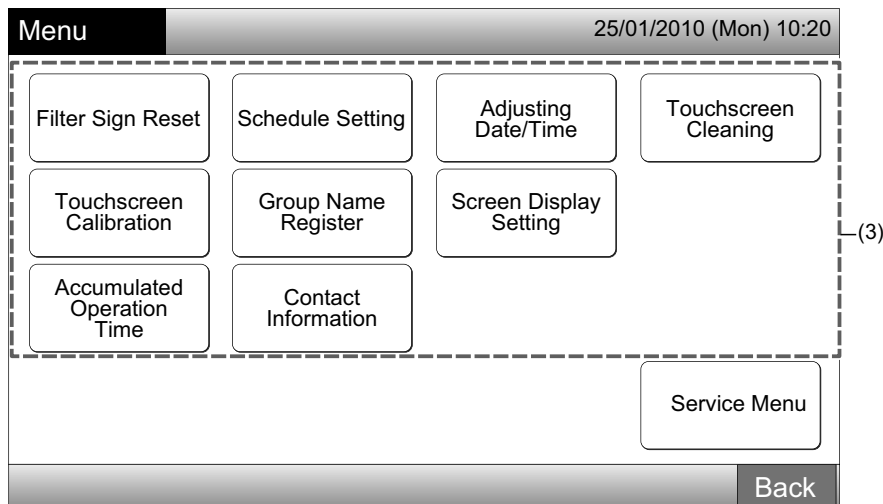 Menu
25/01/2010 (Mon) 10:20
Filter Sign Reset
Schedule Setting
Adjusting
Date/Time
Touchscreen
Cleaning
Touchscreen
Calibration
Group Name
Register
Screen Display
Setting
(3)
Accumulated
Operation
Time
Contact
Information
Service Menu
Back